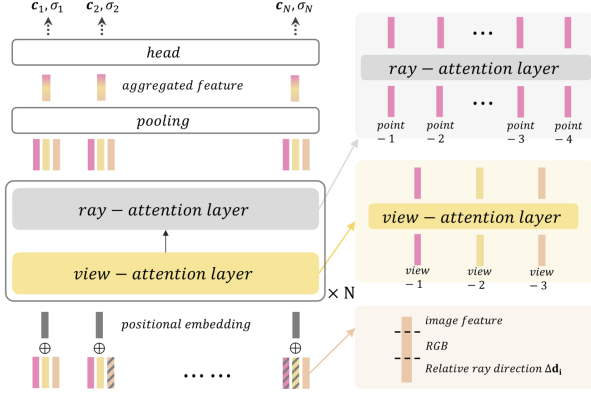 c₁, σ₁ c₂, σ₂ c_N, σ_N
head
aggregated feature
pooling
ray − attention layer
view − attention layer
× N
positional embedding
⊕ ⊕ ⊕
... ...
...
ray − attention layer
...
point − 1 point − 2 point − 3 point − 4
view − attention layer
view − 1 view − 2 view − 3
image feature
RGB
Relative ray direction Δdᵢ